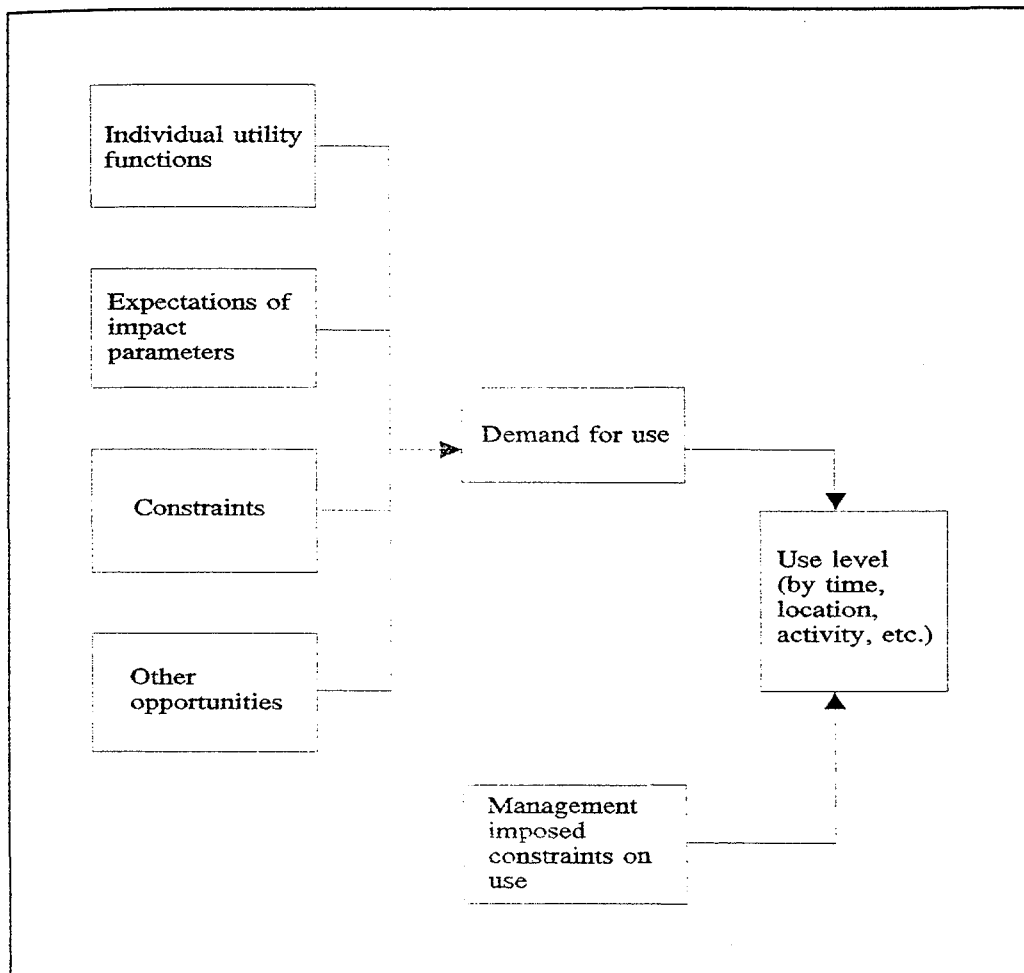 Individual utility
functions
Expectations of
impact
parameters
Constraints
Other
opportunities
Demand for use
Use level
(by time,
location,
activity, etc.)
Management
imposed
constraints on
use